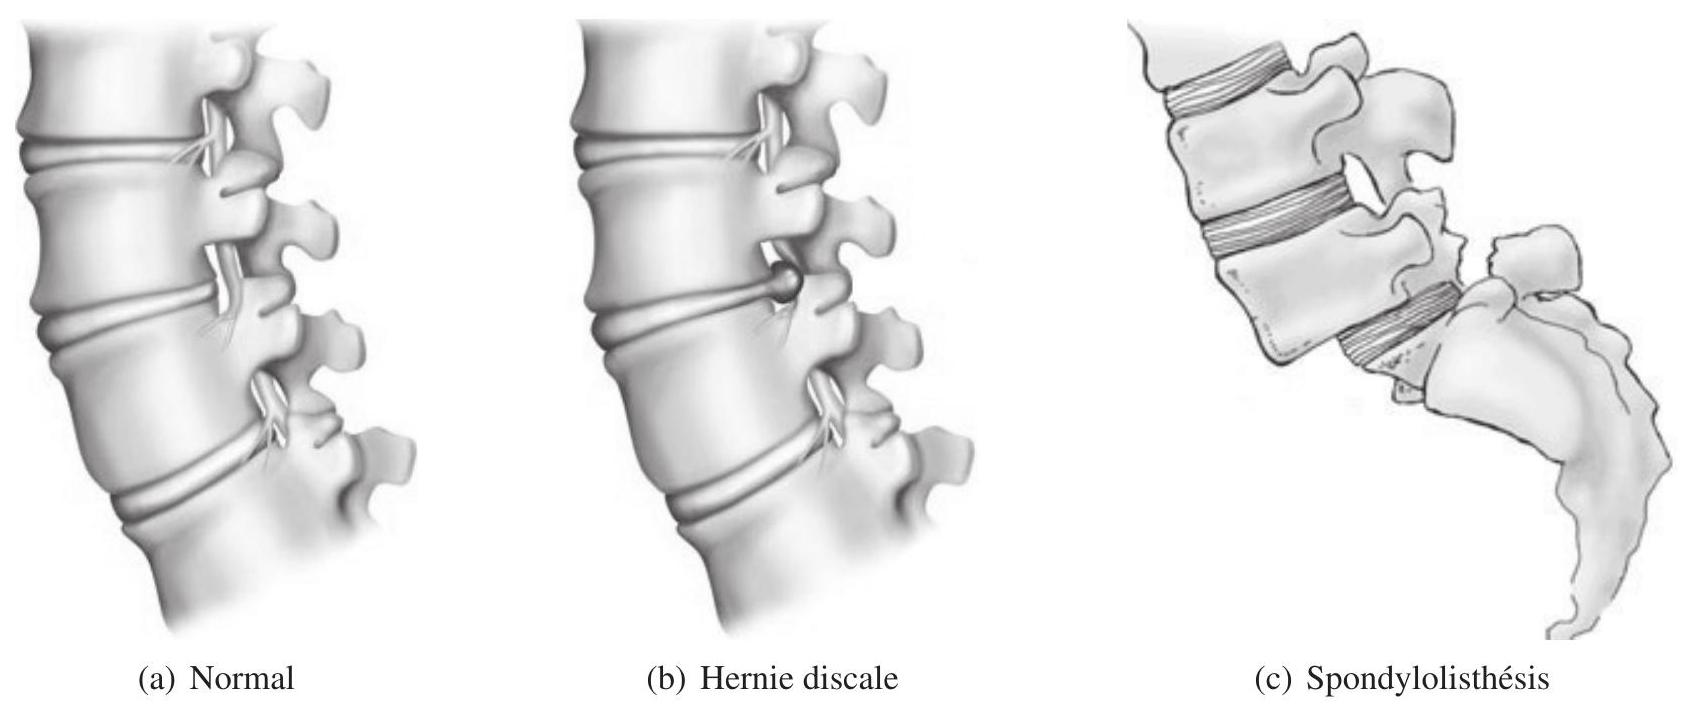 (a) Normal
(b) Hernie discale
(c) Spondylolisthésis